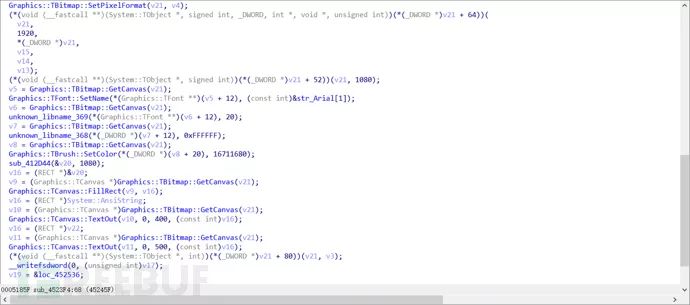 Graphics::TBitmap::SetPixelFormat(v21, v4);
(*(void (__fastcall **)(System::TObject *, signed int, _DWORD, int *, void *, unsigned int))(*(_DWORD *)v21 + 64))(
v21,
1920,
*(_DWORD *)v21,
v15,
v14,
v13);
(*(void (__fastcall **)(System::TObject *, signed int))(*(_DWORD *)v21 + 52))(v21, 1080);
v5 = Graphics::TBitmap::GetCanvas(v21);
Graphics::TFont::SetName(*(Graphics::TFont **)(v5 + 12), (const int)&str_Arial[1]);
v6 = Graphics::TBitmap::GetCanvas(v21);
unknown_libname_369(*(Graphics::TFont **)(v6 + 12), 20);
v7 = Graphics::TBitmap::GetCanvas(v21);
unknown_libname_368(*(_DWORD *)(v7 + 12), 0xFFFFFF);
v8 = Graphics::TBitmap::GetCanvas(v21);
Graphics::TBrush::SetColor(*(_DWORD *)(v8 + 20), 16711680);
sub_412D44(&v20, 1080);
v16 = (RECT *)&v20;
v9 = (Graphics::TCanvas *)Graphics::TBitmap::GetCanvas(v21);
Graphics::TCanvas::FillRect(v9, v16);
v16 = (RECT *)System::AnsiString;
v10 = (Graphics::TCanvas *)Graphics::TBitmap::GetCanvas(v21);
Graphics::TCanvas::TextOut(v10, 0, 400, (const int)v16);
v16 = (RECT *)v22;
v11 = (Graphics::TCanvas *)Graphics::TBitmap::GetCanvas(v21);
Graphics::TCanvas::TextOut(v11, 0, 500, (const int)v16);
(*(void (__fastcall **)(System::TObject *, int))(*(_DWORD *)v21 + 80))(v21, v3);
__writefsdword(0, (unsigned int)v17);
v19 = &loc_452536;
REEBUF
0005185F sub_4523F4:68 (45245F)